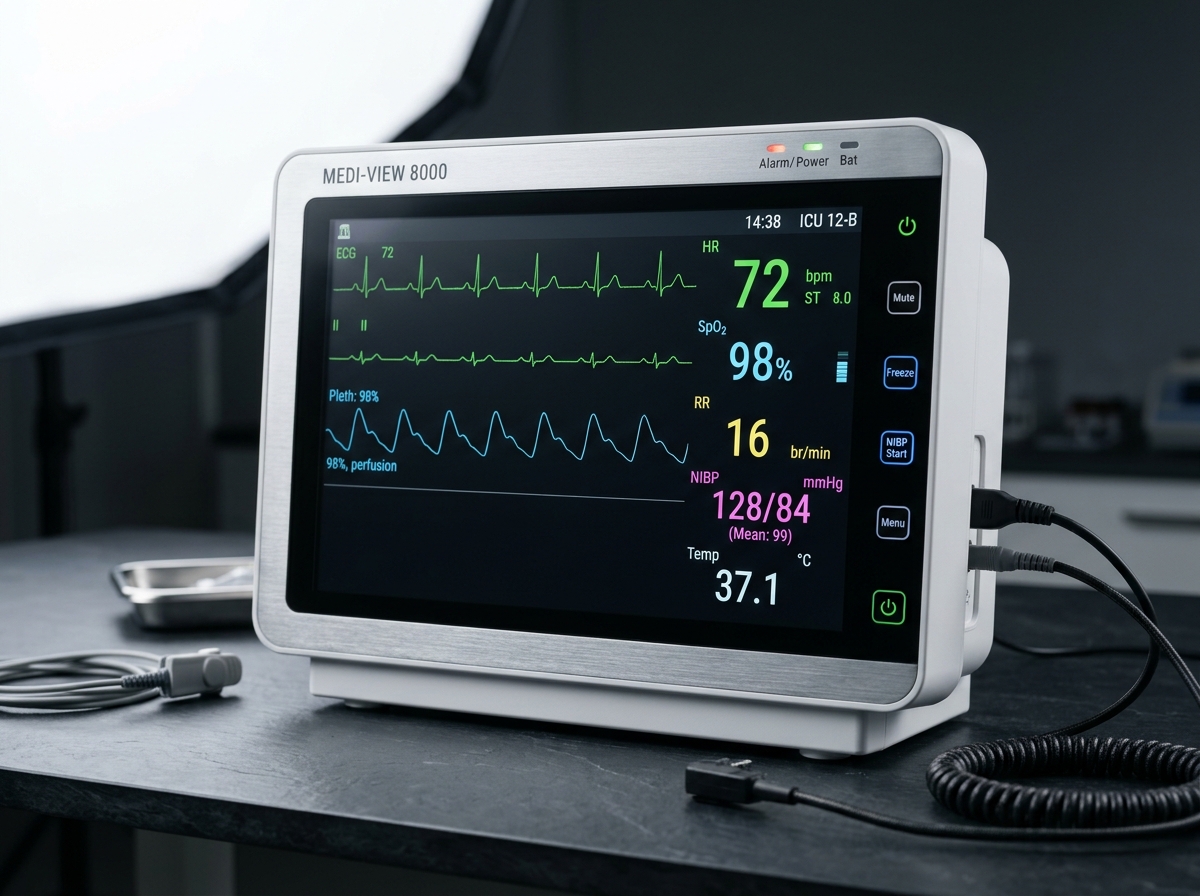 MEDI-VIEW 8000
Alarm/Power Bat
14:38 ICU 12-B
ECG 72
HR
72 bpm
ST 8.0
Mute
II II
SpO₂
98%
Freeze
Pleth: 98%
RR
16 br/min
NIBP
Start
98%, perfusion
NIBP mmHg
128/84
(Mean: 99)
Menu
Temp °C
37.1